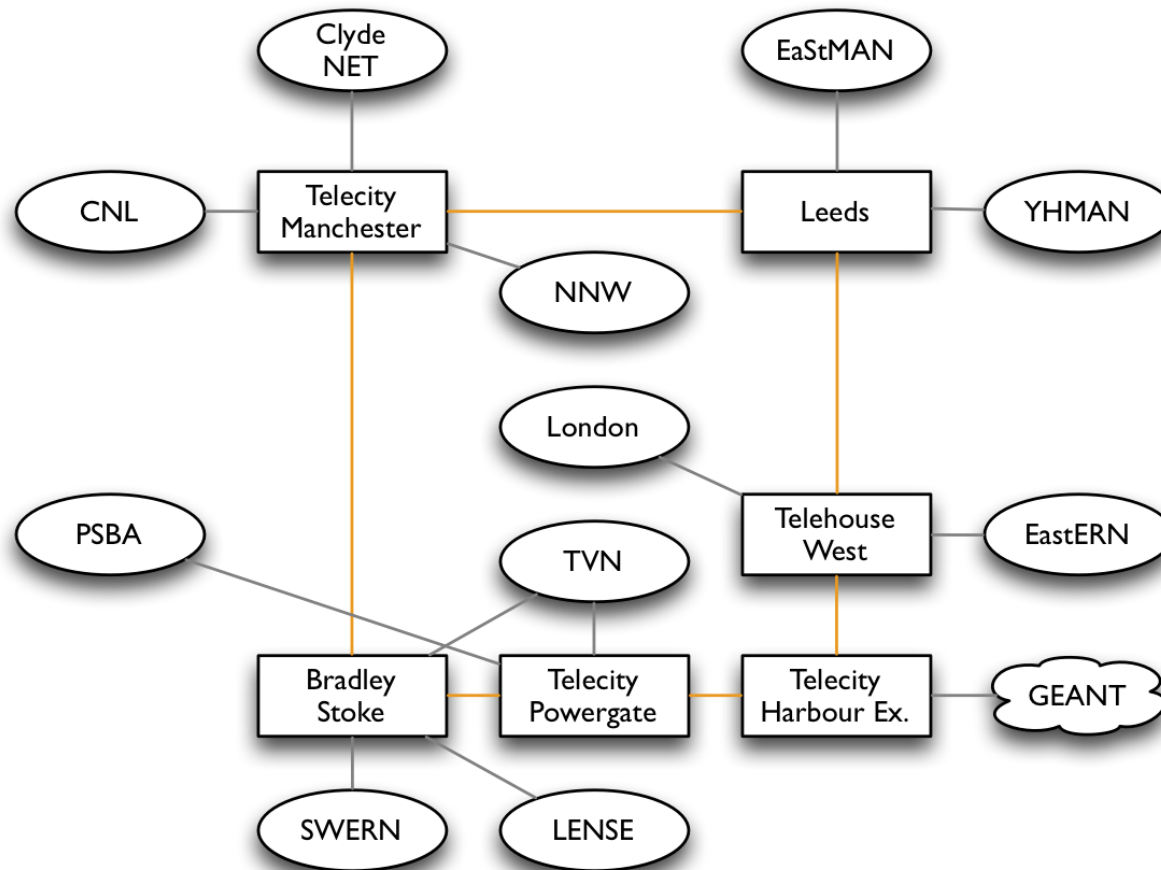 Clyde
NET
EaStMAN
CNL
Telecity
Manchester
Leeds
YHMAN
NNW
London
PSBA
TVN
Telehouse
West
EastERN
Bradley
Stoke
Telecity
Powergate
Telecity
Harbour Ex.
GEANT
SWERN
LENSE